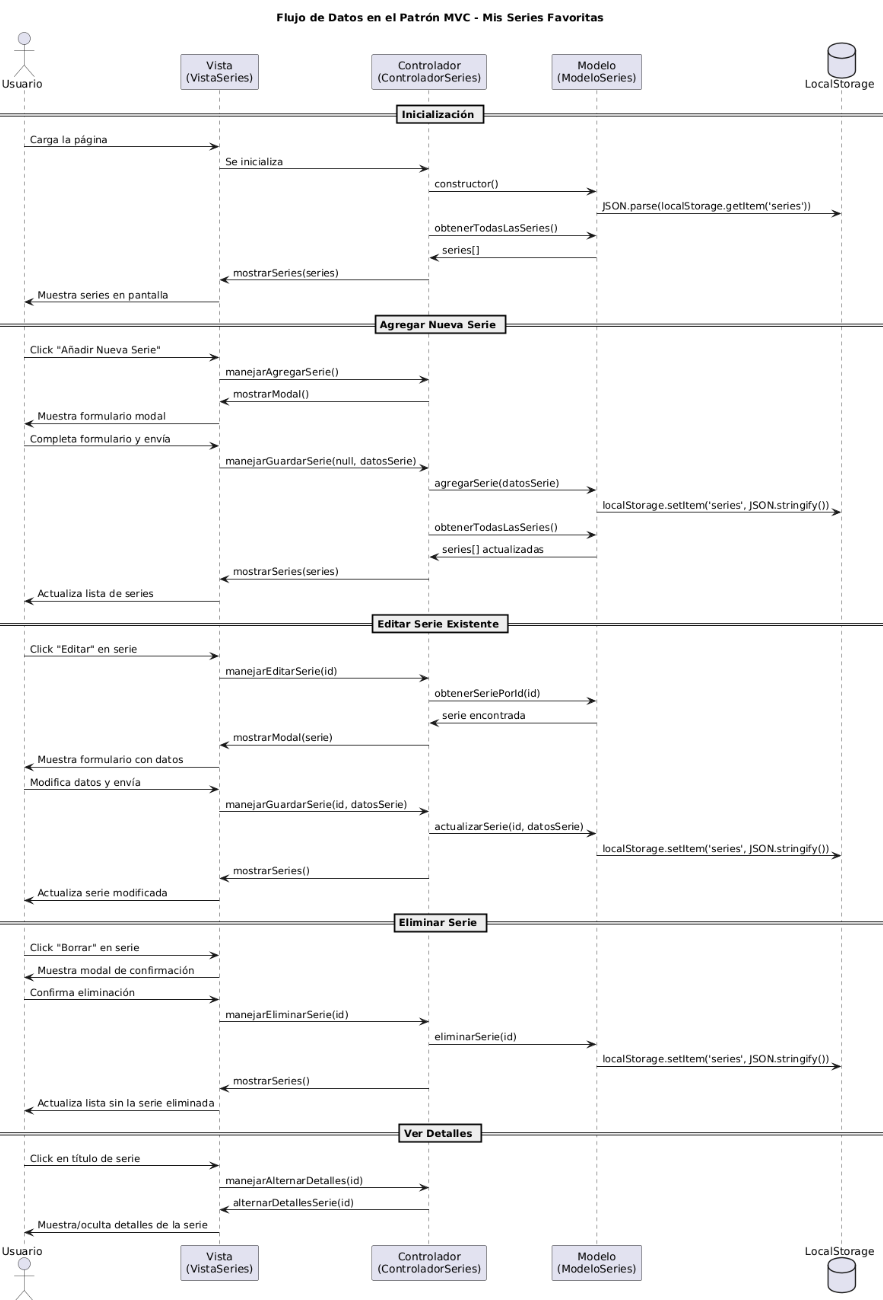 Flujo de Datos en el Patrón MVC - Mis Series Favoritas
Usuario
Vista
(VistaSeries)
Controlador
(ControladorSeries)
Modelo
(ModeloSeries)
LocalStorage
Inicialización
Carga la página
Se inicializa
constructor()
JSON.parse(localStorage.getItem('series'))
obtenerTodasLasSeries()
series[]
mostrarSeries(series)
Muestra series en pantalla
Agregar Nueva Serie
Click "Añadir Nueva Serie"
manejarAgregarSerie()
mostrarModal()
Muestra formulario modal
Completa formulario y envía
manejarGuardarSerie(null, datosSerie)
agregarSerie(datosSerie)
localStorage.setItem('series', JSON.stringify())
obtenerTodasLasSeries()
series[] actualizadas
mostrarSeries(series)
Actualiza lista de series
Editar Serie Existente
Click "Editar" en serie
manejarEditarSerie(id)
obtenerSeriePorId(id)
serie encontrada
mostrarModal(serie)
Muestra formulario con datos
Modifica datos y envía
manejarGuardarSerie(id, datosSerie)
actualizarSerie(id, datosSerie)
localStorage.setItem('series', JSON.stringify())
mostrarSeries()
Actualiza serie modificada
Eliminar Serie
Click "Borrar" en serie
Muestra modal de confirmación
Confirma eliminación
manejarEliminarSerie(id)
eliminarSerie(id)
localStorage.setItem('series', JSON.stringify())
mostrarSeries()
Actualiza lista sin la serie eliminada
Ver Detalles
Click en título de serie
manejarAlternarDetalles(id)
alternarDetallesSerie(id)
Muestra/oculta detalles de la serie
Usuario
Vista
(VistaSeries)
Controlador
(ControladorSeries)
Modelo
(ModeloSeries)
LocalStorage